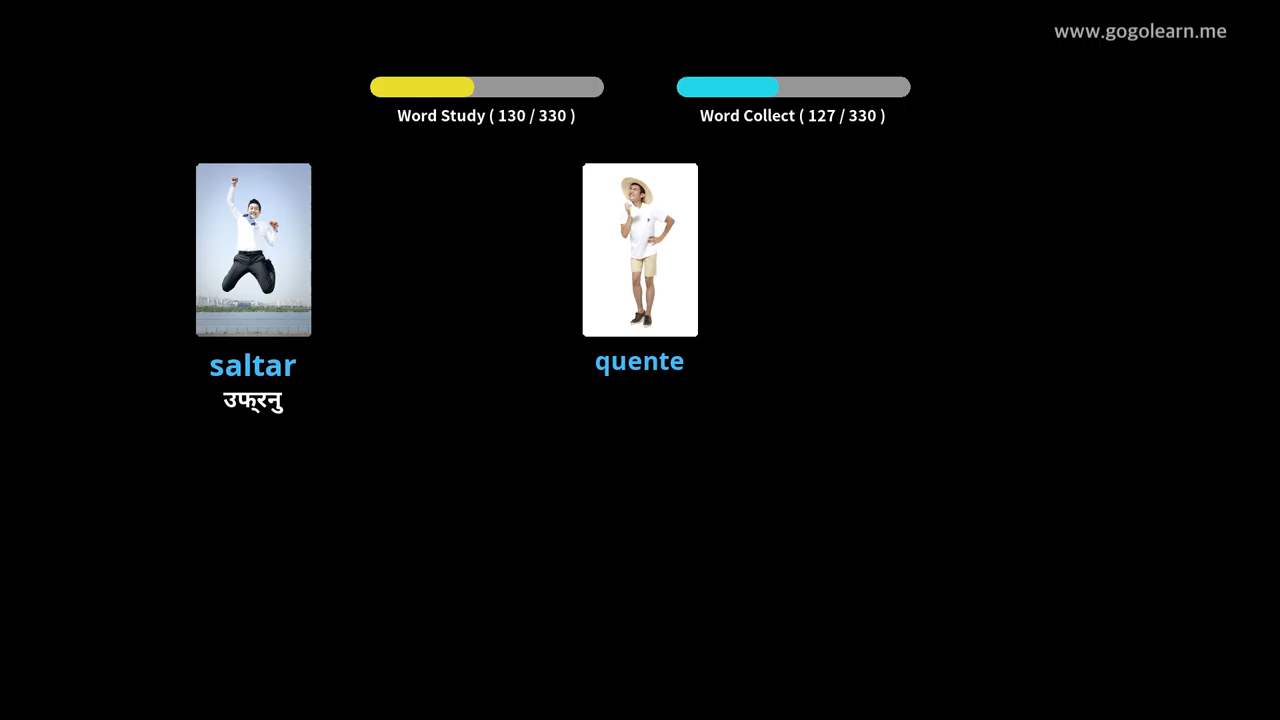 www.gogolearn.me
Word Study ( 130 / 330 )
Word Collect ( 127 / 330 )
saltar
उफ्रनु
quente